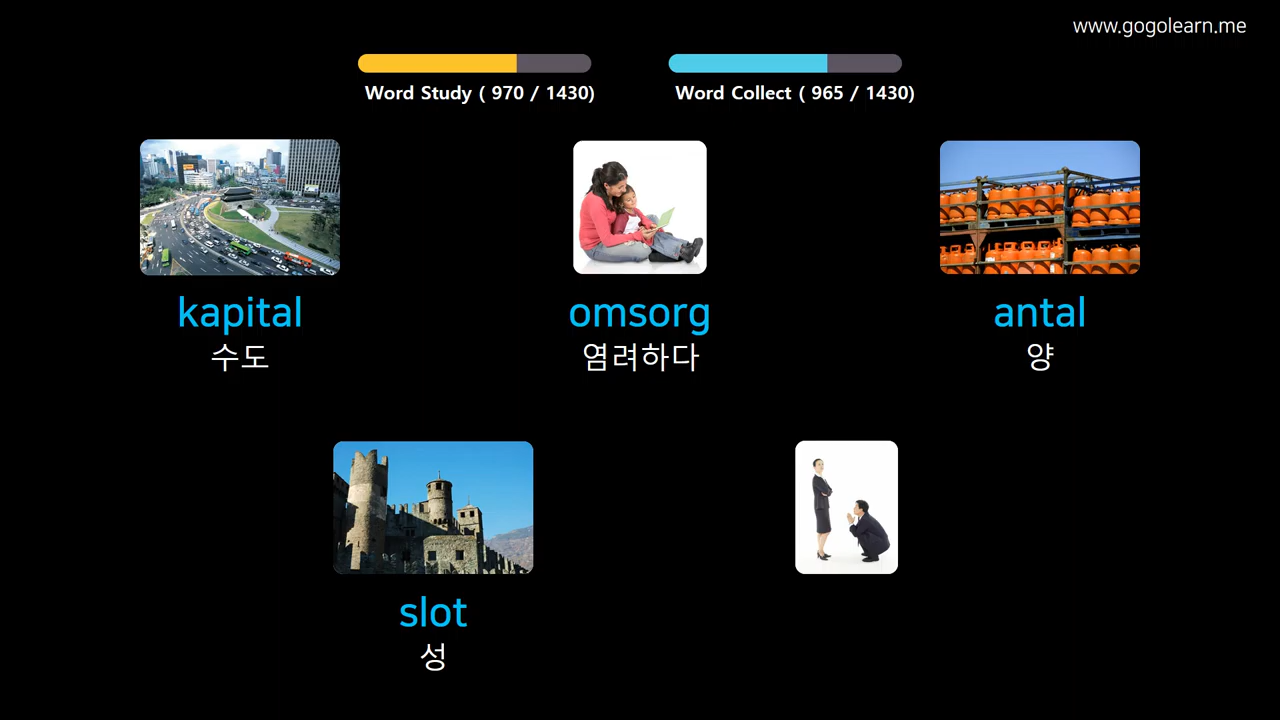 www.gogolearn.me
Word Study ( 970 / 1430)
Word Collect ( 965 / 1430)
kapital
omsorg
antal
수도
염려하다
양
slot
성